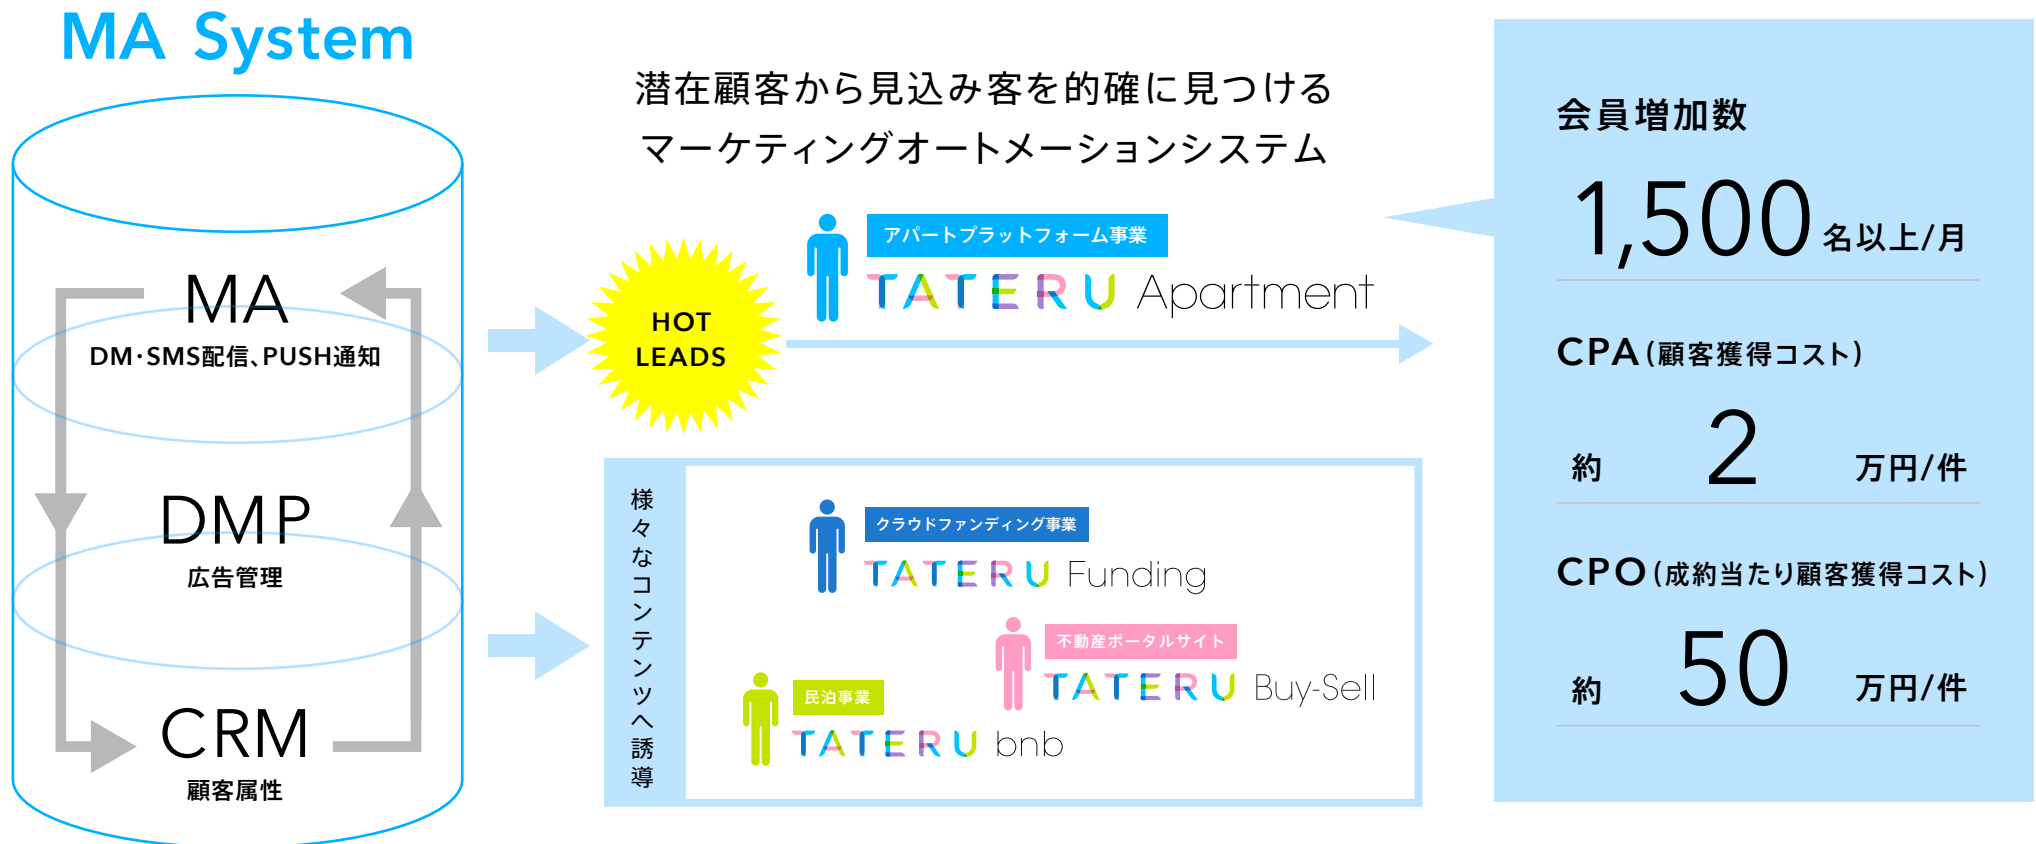 MA System
MA
DM・SMS配信、PUSH通知
DMP
広告管理
CRM
顧客属性
潜在顧客から見込み客を的確に見つける
マーケティングオートメーションシステム
HOT
LEADS
アパートプラットフォーム事業
TATERU Apartment
様々なコンテンツへ誘導
クラウドファンディング事業
TATERU Funding
不動産ポータルサイト
TATERU Buy-Sell
民泊事業
TATERU bnb
会員増加数
1,500名以上/月
CPA(顧客獲得コスト)
約 2 万円/件
CPO(成約当たり顧客獲得コスト)
約 50 万円/件